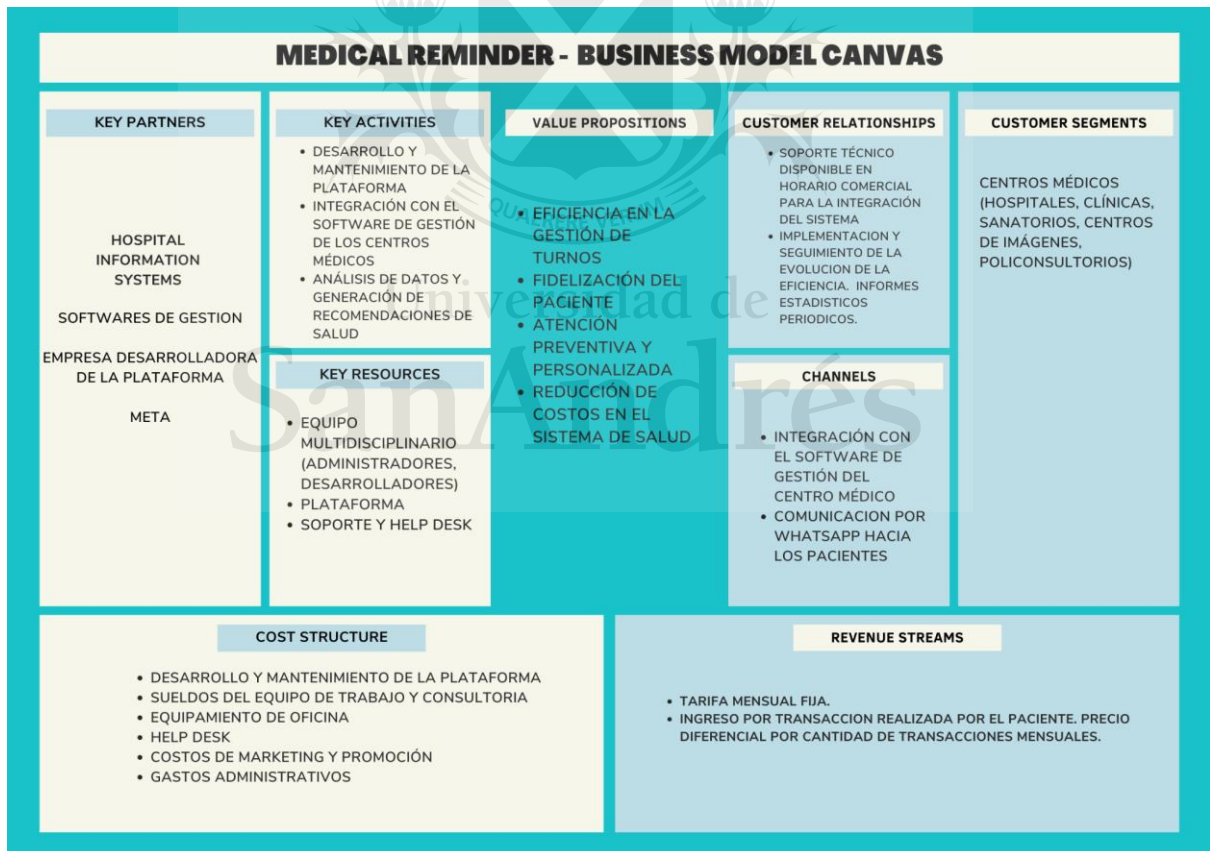 MEDICAL REMINDER - BUSINESS MODEL CANVAS
KEY PARTNERS
HOSPITAL
INFORMATION
SYSTEMS
SOFTWARES DE GESTION
EMPRESA DESARROLLADORA
DE LA PLATAFORMA
META
KEY ACTIVITIES
• DESARROLLO Y
MANTENIMIENTO DE LA
PLATAFORMA
• INTEGRACIÓN CON EL
SOFTWARE DE GESTIÓN
DE LOS CENTROS
MÉDICOS
• ANÁLISIS DE DATOS Y
GENERACIÓN DE
RECOMENDACIONES DE
SALUD
KEY RESOURCES
• EQUIPO
MULTIDISCIPLINARIO
(ADMINISTRADORES,
DESARROLLADORES)
• PLATAFORMA
• SOPORTE Y HELP DESK
VALUE PROPOSITIONS
• EFICIENCIA EN LA
GESTIÓN DE
TURNOS
• FIDELIZACIÓN DEL
PACIENTE
• ATENCIÓN
PREVENTIVA Y
PERSONALIZADA
• REDUCCIÓN DE
COSTOS EN EL
SISTEMA DE SALUD
CUSTOMER RELATIONSHIPS
• SOPORTE TÉCNICO
DISPONIBLE EN
HORARIO COMERCIAL
PARA LA INTEGRACIÓN
DEL SISTEMA
• IMPLEMENTACION Y
SEGUIMIENTO DE LA
EVOLUCION DE LA
EFICIENCIA. INFORMES
ESTADISTICOS
PERIODICOS.
CHANNELS
• INTEGRACIÓN CON
EL SOFTWARE DE
GESTIÓN DEL
CENTRO MÉDICO
• COMUNICACION POR
WHATSAPP HACIA
LOS PACIENTES
CUSTOMER SEGMENTS
CENTROS MÉDICOS
(HOSPITALES, CLÍNICAS,
SANATORIOS, CENTROS
DE IMÁGENES,
POLICONSULTORIOS)
COST STRUCTURE
• DESARROLLO Y MANTENIMIENTO DE LA PLATAFORMA
• SUELDOS DEL EQUIPO DE TRABAJO Y CONSULTORIA
• EQUIPAMIENTO DE OFICINA
• HELP DESK
• COSTOS DE MARKETING Y PROMOCIÓN
• GASTOS ADMINISTRATIVOS
REVENUE STREAMS
• TARIFA MENSUAL FIJA.
• INGRESO POR TRANSACCION REALIZADA POR EL PACIENTE. PRECIO
DIFERENCIAL POR CANTIDAD DE TRANSACCIONES MENSUALES.
QUAERERE VERUM
Universidad de
SanAndrés